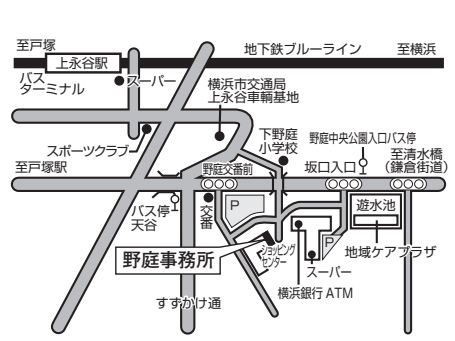 至戸塚
地下鉄ブルーライン
至横浜
上永谷駅
バス
ターミナル
スーパー
横浜市交通局
上永谷車輌基地
スポーツクラブ
下野庭
小学校
野庭中央公園入口バス停
至戸塚駅
野庭交番前
坂口入口
至清水橋
(鎌倉街道)
バス停
天谷
交番
P
遊水池
野庭事務所
ショッピング
センター
P
地域ケアプラザ
スーパー
横浜銀行 ATM
すずかけ通